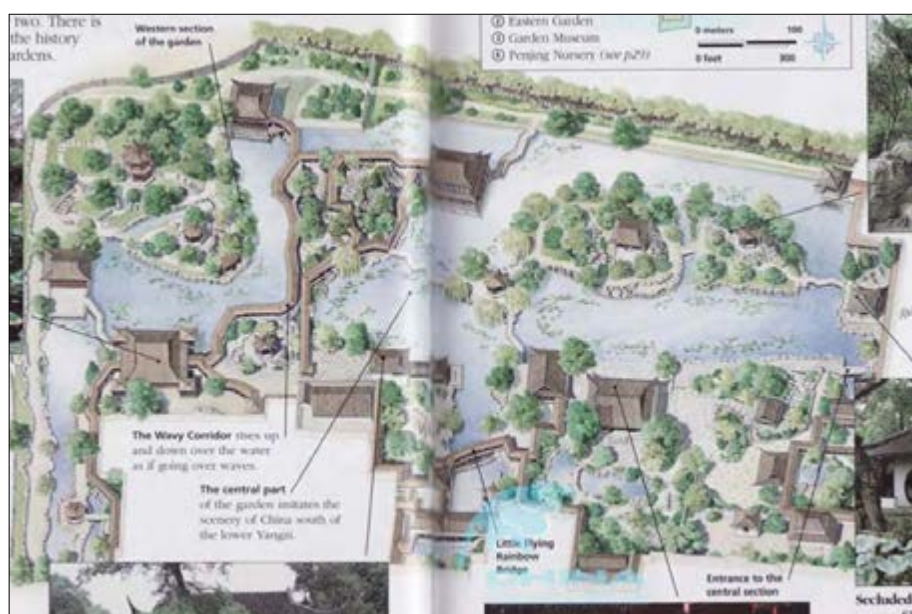 two. There is
the history
ardens.
Western section
of the garden
② Eastern Garden
③ Garden Museum
④ Penjing Nursery (see p29)
0 meters 100
0 feet 300
The Wavy Corridor rises up
and down over the water
as if going over waves.
The central part
of the garden imitates the
scenery of China south of
the lower Yangzi.
Little Flying
Rainbow
Bridge
Entrance to the
central section
Secluded